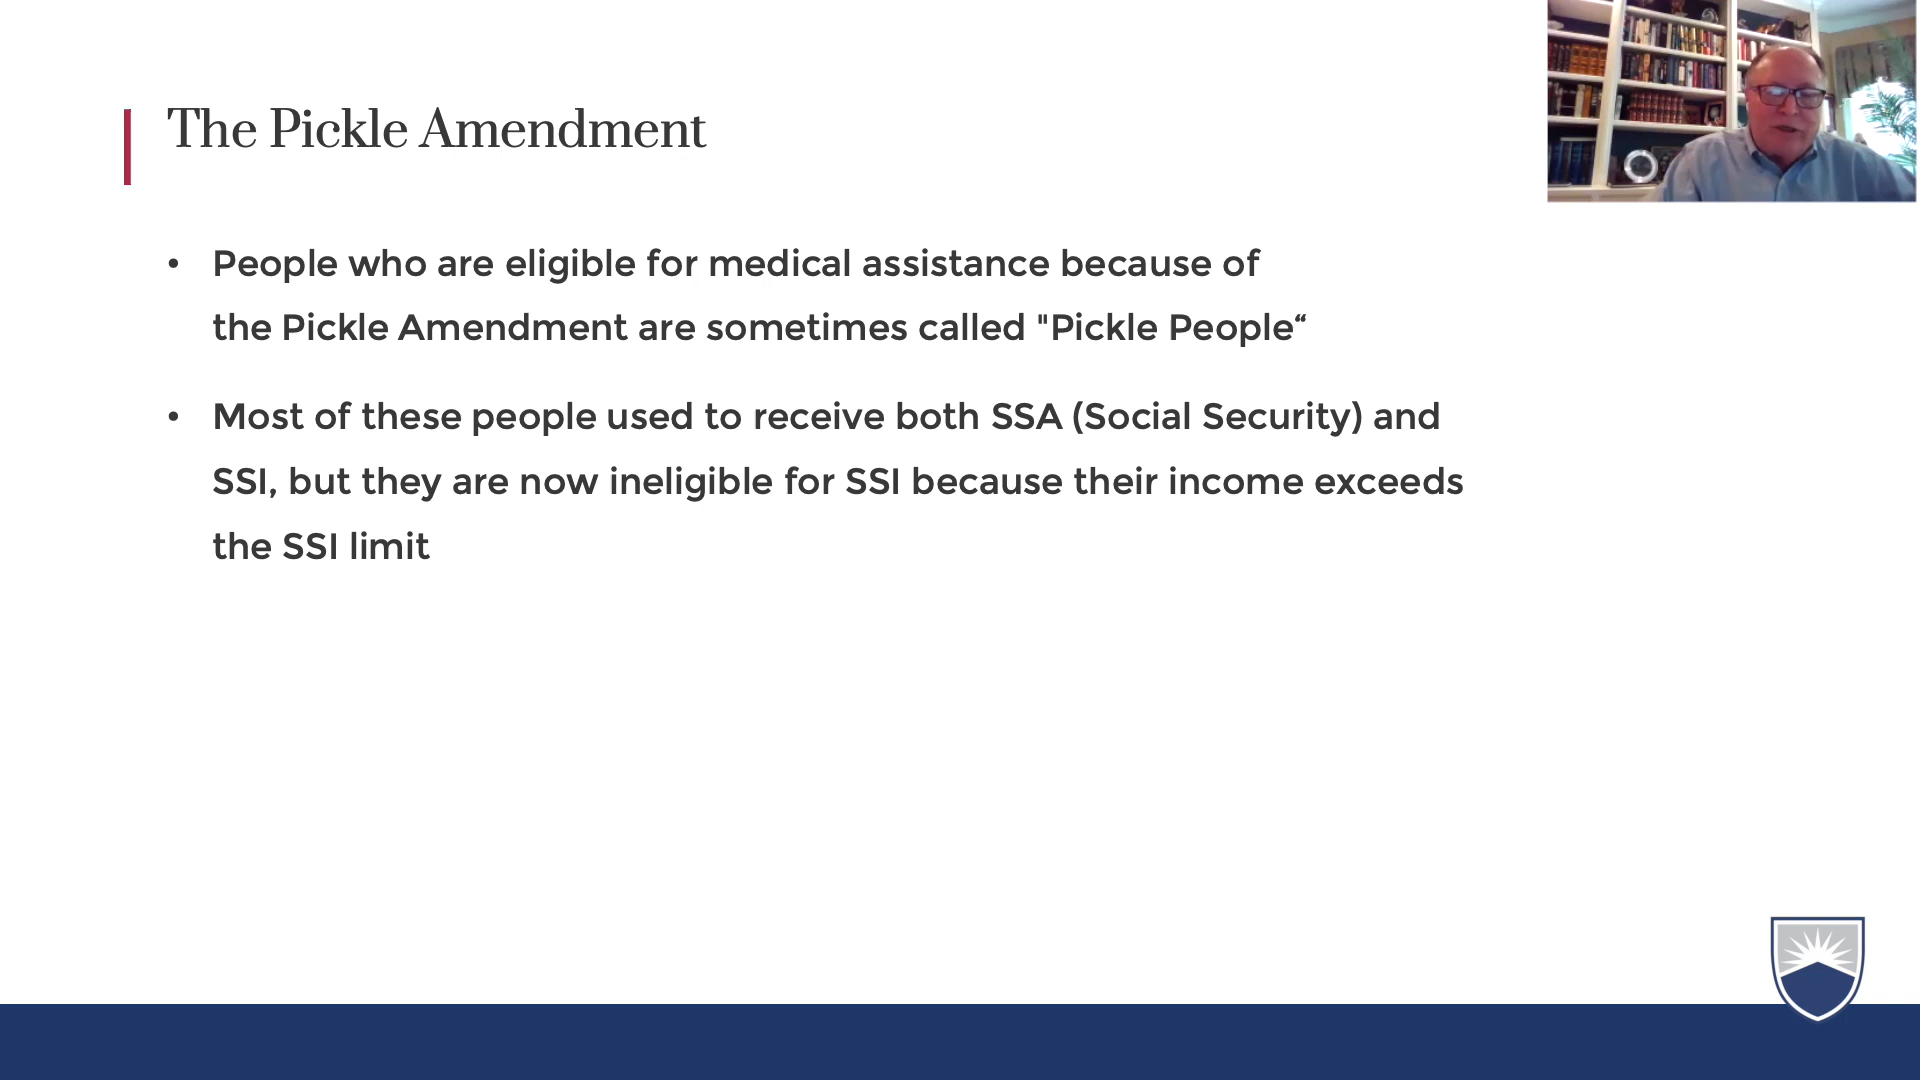 The Pickle Amendment
• People who are eligible for medical assistance because of
the Pickle Amendment are sometimes called "Pickle People“
• Most of these people used to receive both SSA (Social Security) and
SSI, but they are now ineligible for SSI because their income exceeds
the SSI limit